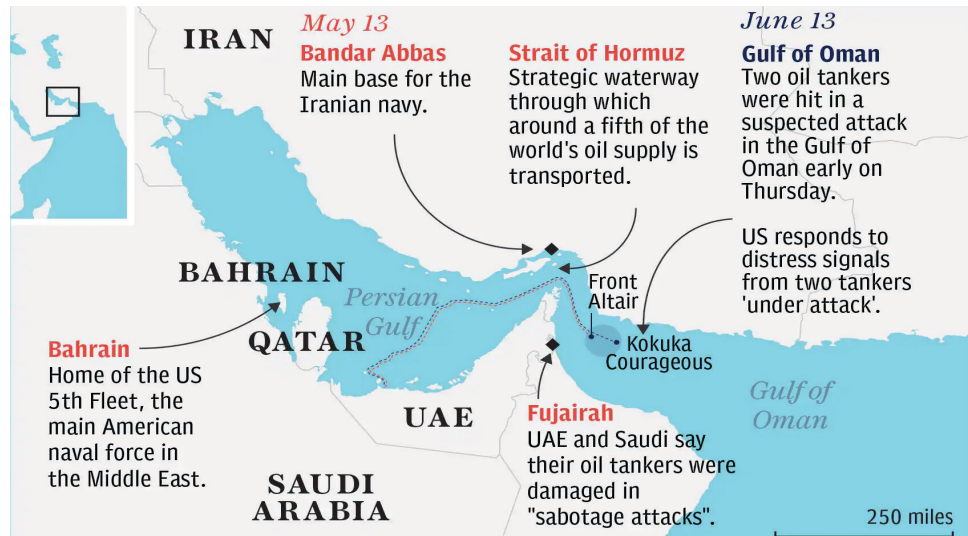 IRAN
May 13
Bandar Abbas
Main base for the
Iranian navy.
Strait of Hormuz
Strategic waterway
through which
around a fifth of the
world's oil supply is
transported.
June 13
Gulf of Oman
Two oil tankers
were hit in a
suspected attack
in the Gulf of
Oman early on
Thursday.
US responds to
distress signals
from two tankers
'under attack'.
BAHRAIN
Persian
Gulf
Front
Altair
Kokuka
Courageous
QATAR
Bahrain
Home of the US
5th Fleet, the
main American
naval force in
the Middle East.
UAE
Fujairah
UAE and Saudi say
their oil tankers were
damaged in
"sabotage attacks".
Gulf of
Oman
SAUDI
ARABIA
250 miles